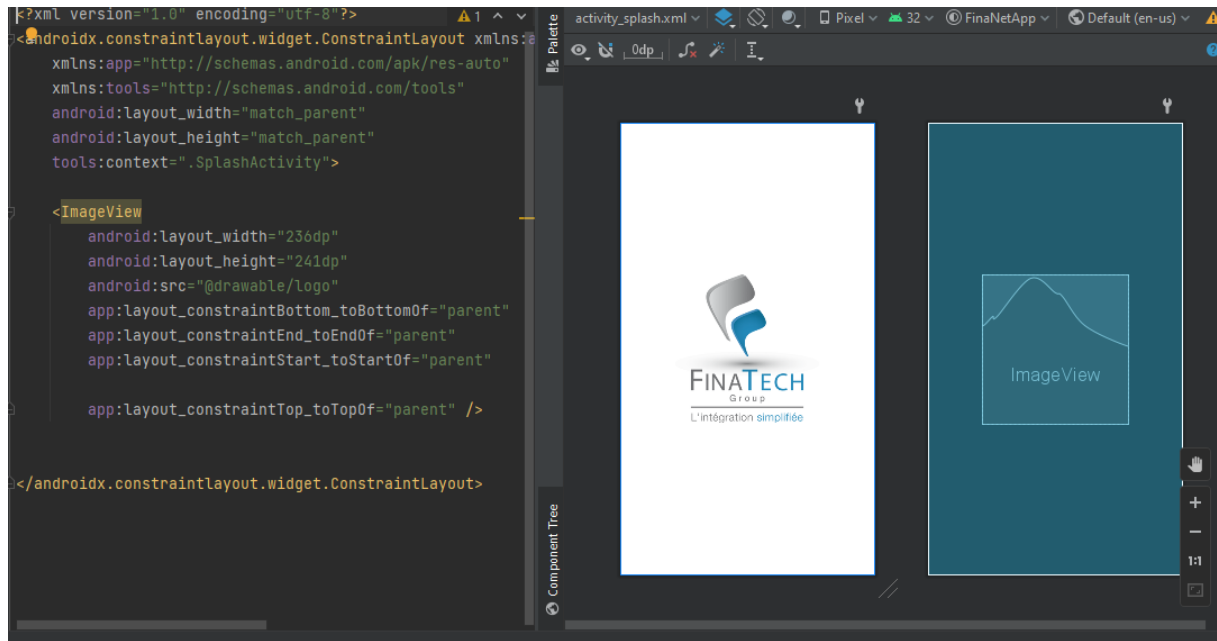 <?xml version="1.0" encoding="utf-8"?>
1
<androidx.constraintlayout.widget.ConstraintLayout xmlns:a
xmlns:app="http://schemas.android.com/apk/res-auto"
xmlns:tools="http://schemas.android.com/tools"
android:layout_width="match_parent"
android:layout_height="match_parent"
tools:context=".SplashActivity">
<ImageView
android:layout_width="236dp"
android:layout_height="241dp"
android:src="@drawable/logo"
app:layout_constraintBottom_toBottomOf="parent"
app:layout_constraintEnd_toEndOf="parent"
app:layout_constraintStart_toStartOf="parent"
app:layout_constraintTop_toTopOf="parent" />
</androidx.constraintlayout.widget.ConstraintLayout>
Palette
Component Tree
activity_splash.xml
Pixel
32
FinaNetApp
Default (en-us)
0dp
FINATECH
Group
L'intégration simplifiée
ImageView
1:1